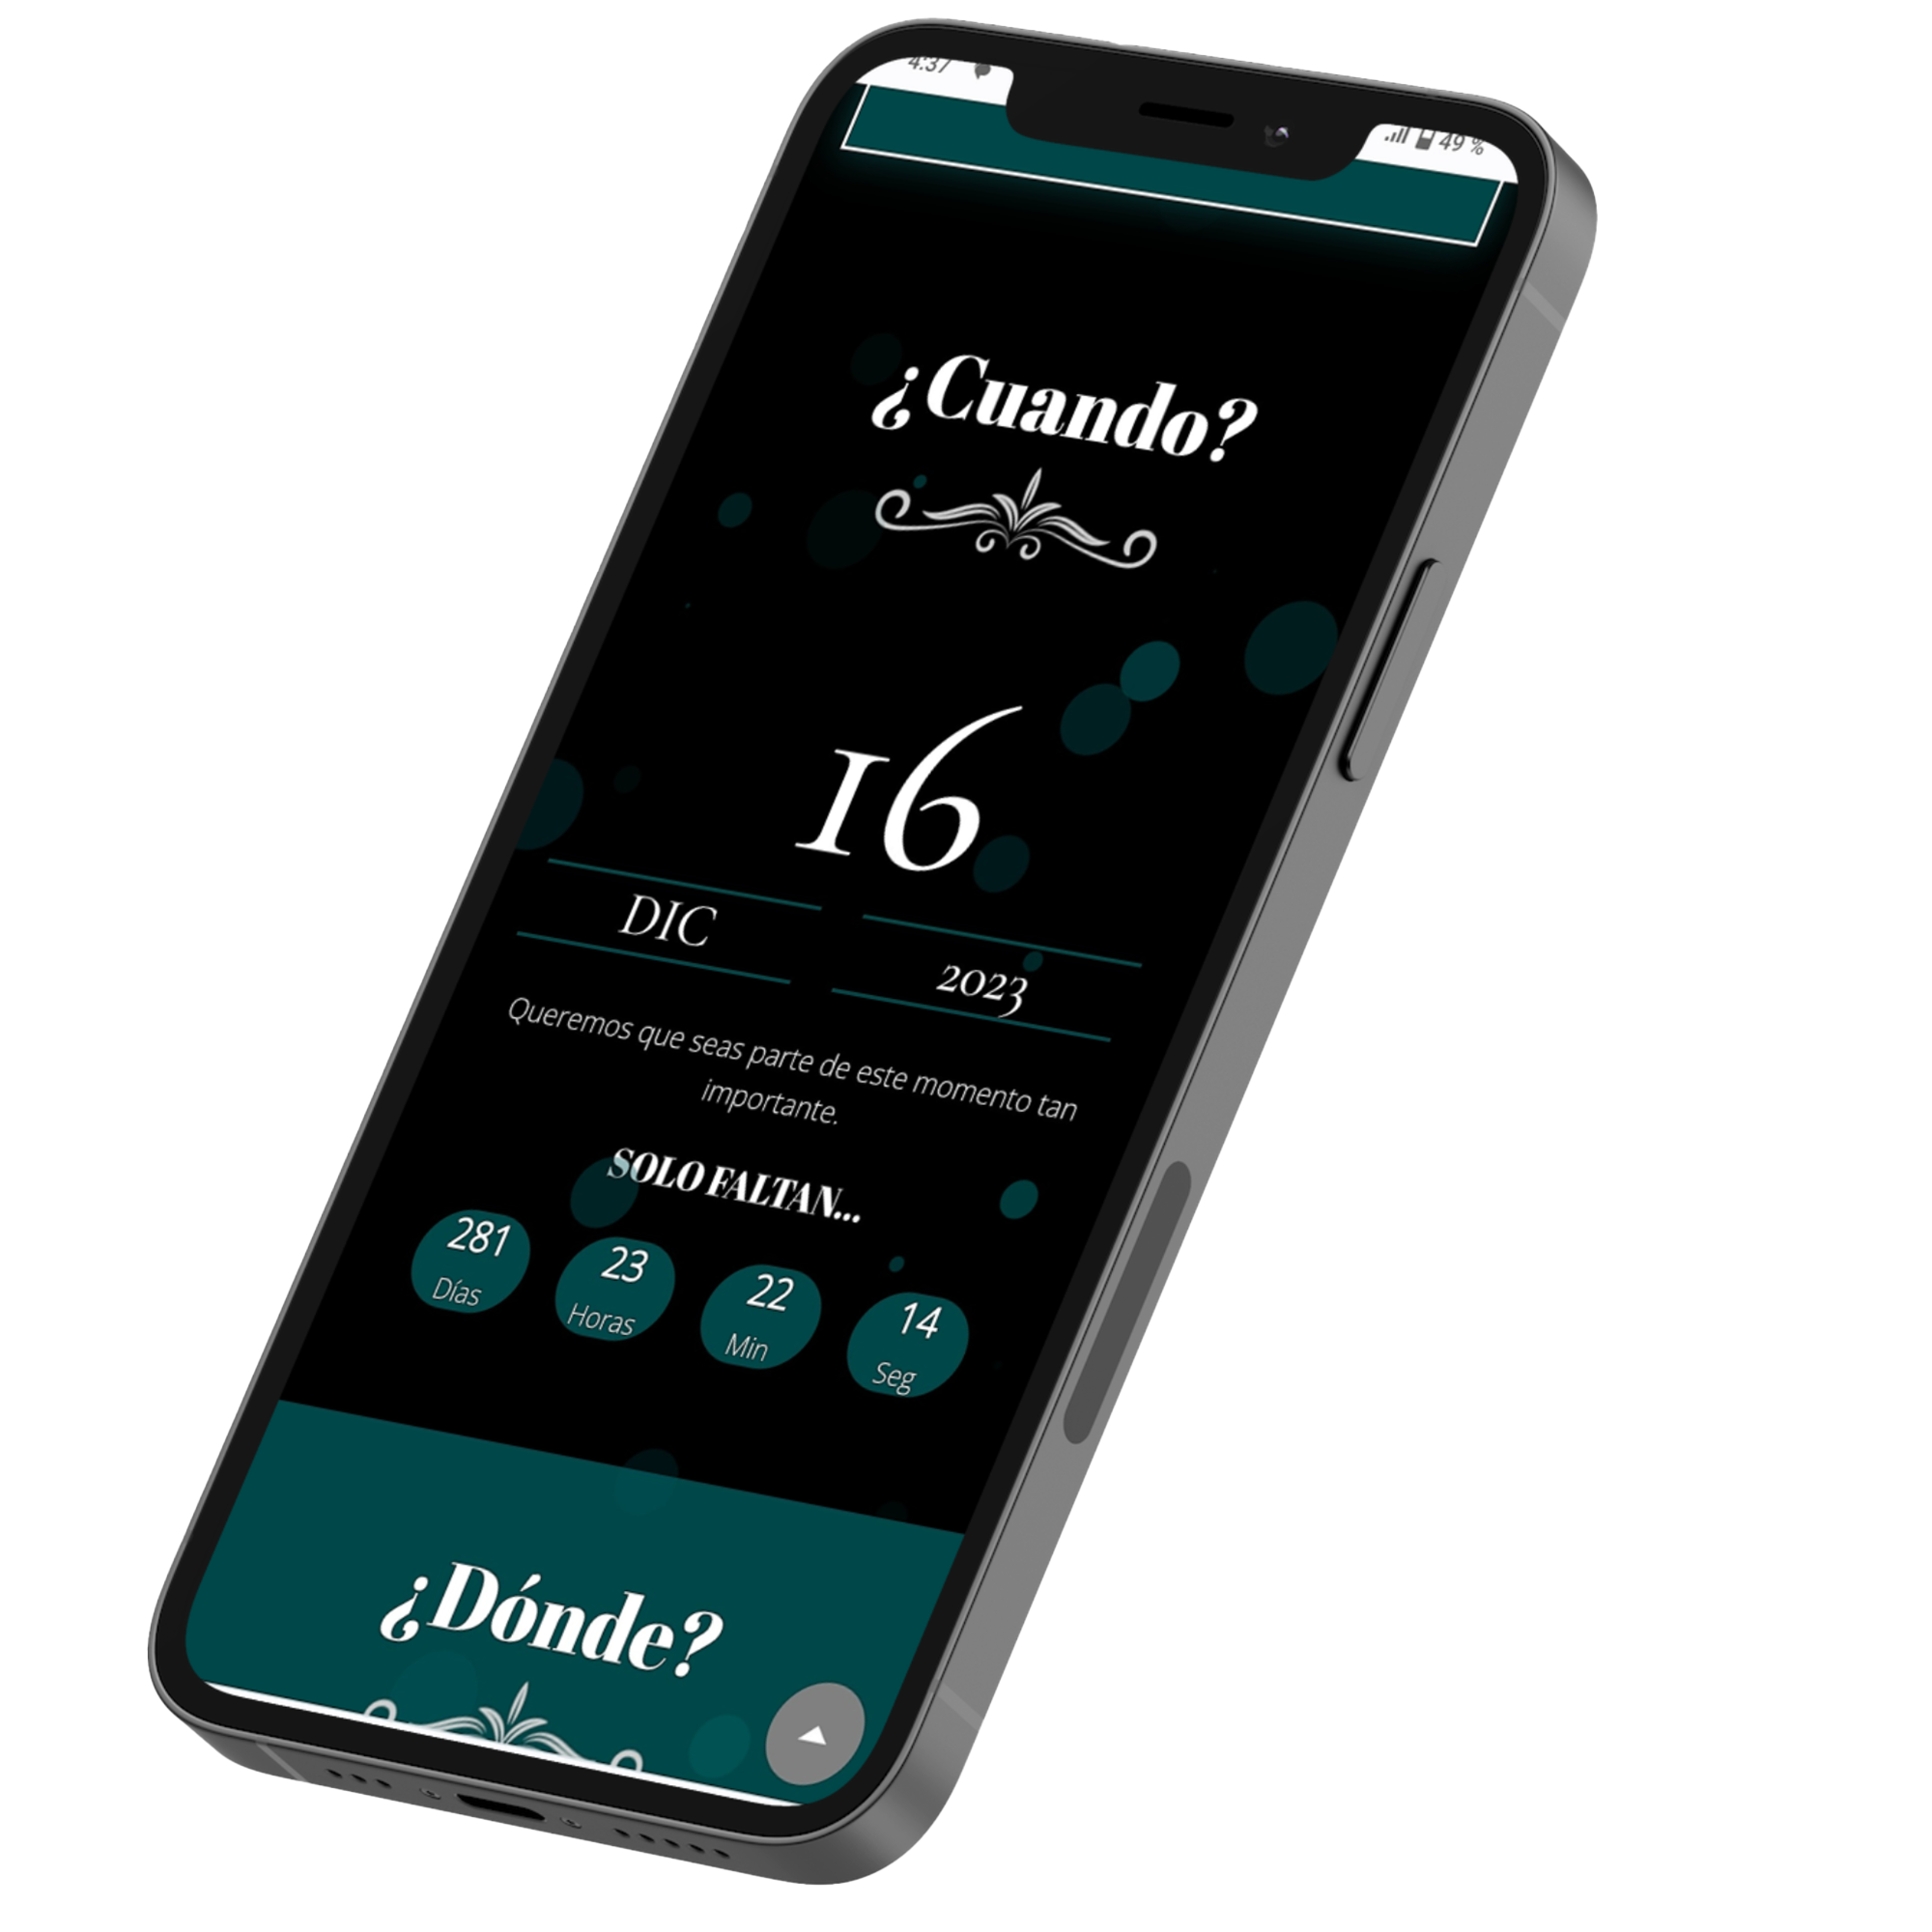 4:37
49 %
¿Cuando?
16
DIC
2023
Queremos que seas parte de este momento tan
importante.
SOLO FALTAN...
281
Días
23
Horas
22
Min
14
Seg
¿Dónde?